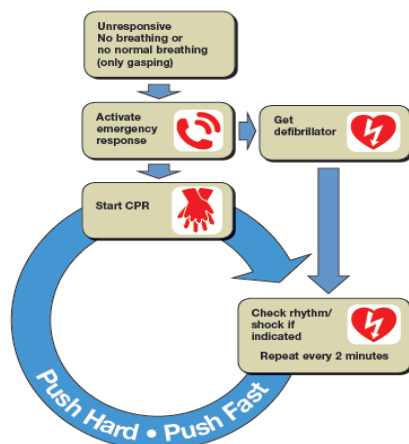 Unresponsive
No breathing or
no normal breathing
(only gasping)
Activate
emergency
response
Get
defibrillator
Start CPR
Check rhythm/
shock if
indicated
Repeat every 2 minutes
Push Hard • Push Fast